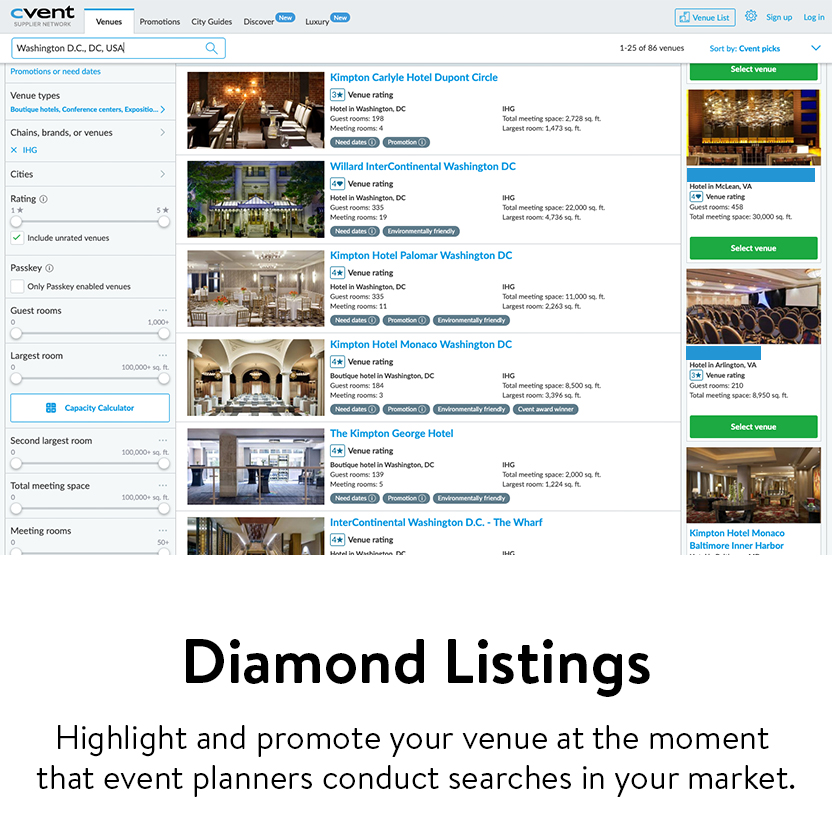 cvent
SUPPLIER NETWORK
Venues
Promotions
City Guides
Discover
New
Luxury
New
Venue List
Sign up
Log in
Washington D.C., DC, USA
1-25 of 86 venues
Sort by: Cvent picks
Promotions or need dates
Venue types
Boutique hotels, Conference centers, Expositio...
Chains, brands, or venues
× IHG
Cities
Rating
1★
5★
Include unrated venues
Passkey
Only Passkey enabled venues
Guest rooms
0
1,000+
Largest room
0
100,000+ sq. ft.
Capacity Calculator
Second largest room
0
100,000+ sq. ft.
Total meeting space
0
100,000+ sq. ft.
Meeting rooms
0
50+
Kimpton Carlyle Hotel Dupont Circle
3★ Venue rating
Hotel in Washington, DC
IHG
Guest rooms: 198
Total meeting space: 2,728 sq. ft.
Meeting rooms: 4
Largest room: 1,473 sq. ft.
Need dates
Promotion
Willard InterContinental Washington DC
4♥ Venue rating
Hotel in Washington, DC
IHG
Guest rooms: 335
Total meeting space: 22,000 sq. ft.
Meeting rooms: 19
Largest room: 4,736 sq. ft.
Need dates
Environmentally friendly
Kimpton Hotel Palomar Washington DC
4★ Venue rating
Hotel in Washington, DC
IHG
Guest rooms: 335
Total meeting space: 11,000 sq. ft.
Meeting rooms: 11
Largest room: 2,263 sq. ft.
Need dates
Promotion
Environmentally friendly
Kimpton Hotel Monaco Washington DC
4★ Venue rating
Boutique hotel in Washington, DC
IHG
Guest rooms: 184
Total meeting space: 8,500 sq. ft.
Meeting rooms: 3
Largest room: 3,396 sq. ft.
Need dates
Promotion
Environmentally friendly
Cvent award winner
The Kimpton George Hotel
4★ Venue rating
Boutique hotel in Washington, DC
IHG
Guest rooms: 139
Total meeting space: 2,000 sq. ft.
Meeting rooms: 5
Largest room: 1,224 sq. ft.
Need dates
Promotion
Environmentally friendly
InterContinental Washington D.C. - The Wharf
4★ Venue rating
Hotel in Washington, DC
IHG
Select venue
Hotel in McLean, VA
4♥ Venue rating
Guest rooms: 458
Total meeting space: 30,000 sq. ft.
Select venue
Hotel in Arlington, VA
3★ Venue rating
Guest rooms: 210
Total meeting space: 8,950 sq. ft.
Select venue
Kimpton Hotel Monaco
Baltimore Inner Harbor
Diamond Listings
Highlight and promote your venue at the moment
that event planners conduct searches in your market.